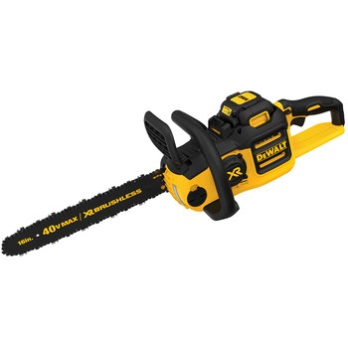 16in. • 40V MAX | XR BRUSHLESS
XR
DEWALT